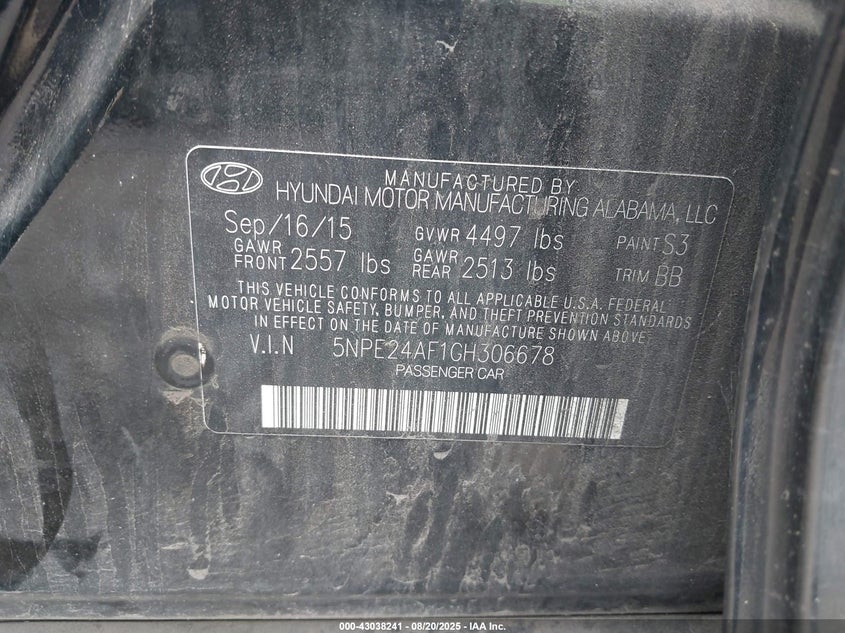 MANUFACTURED BY
HYUNDAI MOTOR MANUFACTURING ALABAMA, LLC
Sep/16/15 GVWR 4497 lbs PAINT S3
GAWR FRONT 2557 lbs GAWR REAR 2513 lbs TRIM BB
THIS VEHICLE CONFORMS TO ALL APPLICABLE U.S.A. FEDERAL
MOTOR VEHICLE SAFETY, BUMPER, AND THEFT PREVENTION STANDARDS
IN EFFECT ON THE DATE OF MANUFACTURE SHOWN ABOVE.
V.I.N 5NPE24AF1GH306678
PASSENGER CAR
000-43038241 - 08/20/2025 - IAA Inc.